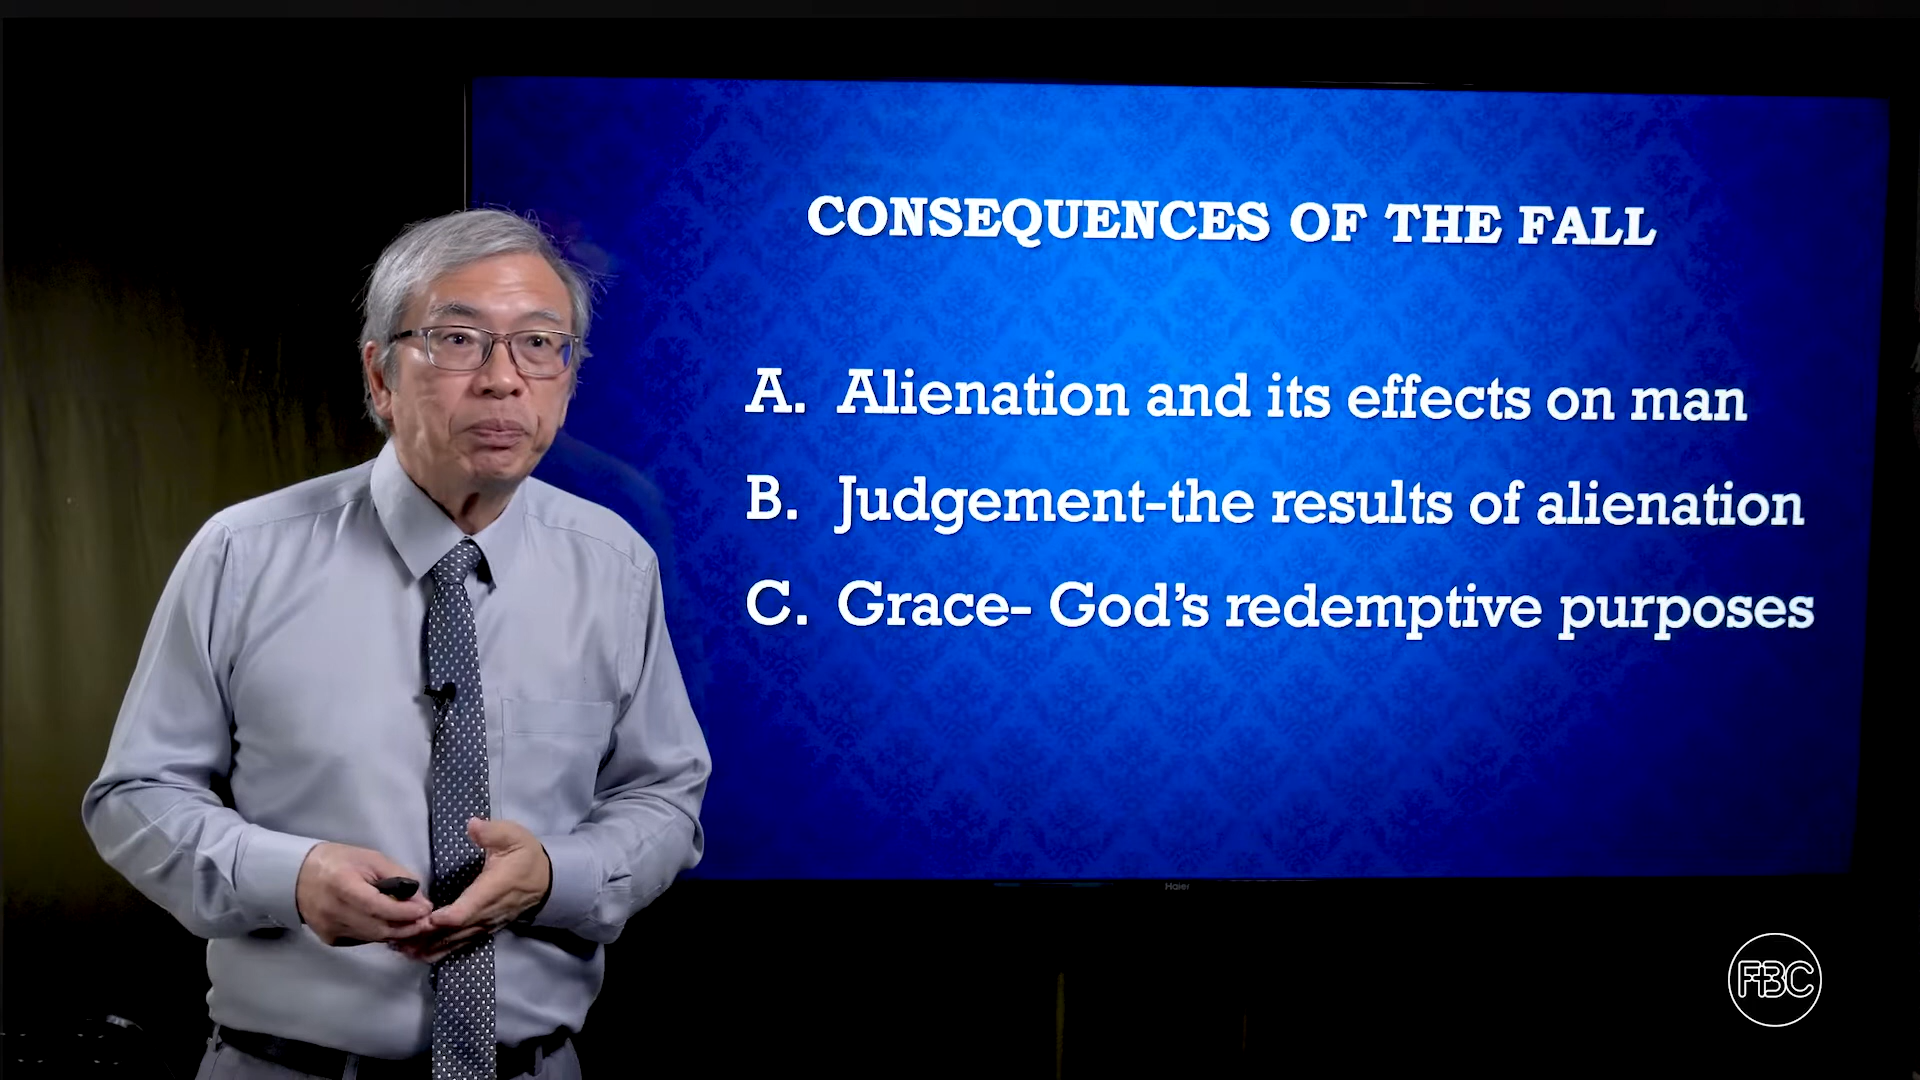 CONSEQUENCES OF THE FALL
A. Alienation and its effects on man
B. Judgement-the results of alienation
C. Grace- God's redemptive purposes
Haier
FBC